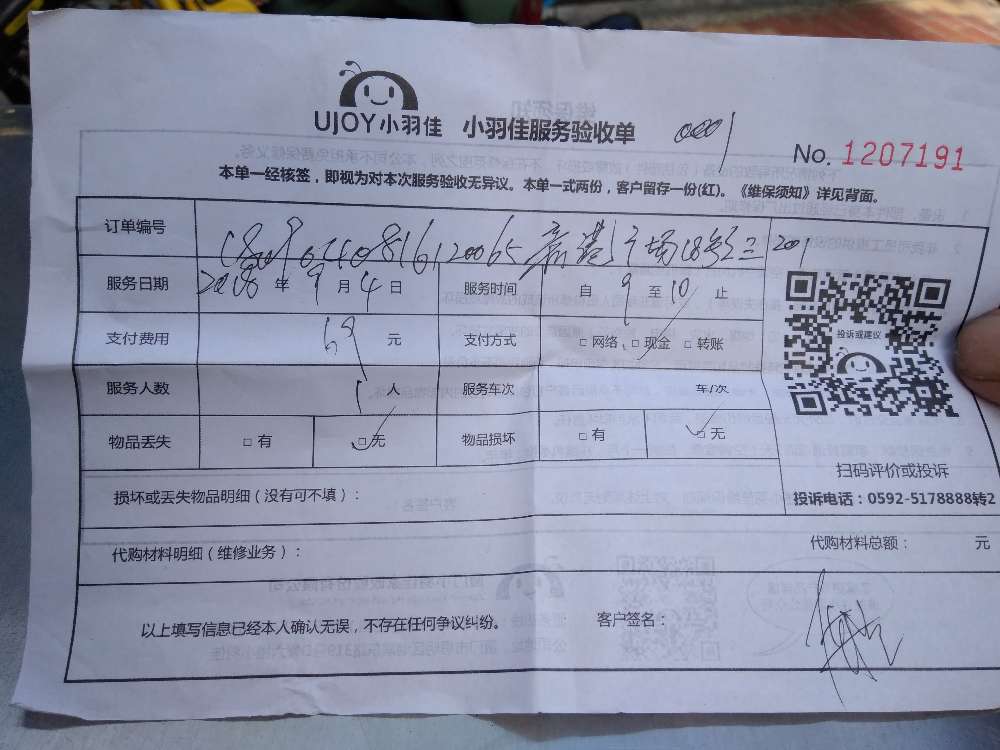 UJOY小羽佳 小羽佳服务验收单 0001
No. 1207191
本单一经核签，即视为对本次服务验收无异议。本单一式两份，客户留存一份(红)。《维保须知》详见背面。
订单编号
服务日期 2018 年 9 月 4 日 服务时间 自 9 至 10 止
支付费用 69 元 支付方式 □ 网络 □ 现金 □ 转账
服务人数 1 人 服务车次 车/次
物品丢失 □ 有 □ 无 物品损坏 □ 有 □ 无
投诉或建议
扫码评价或投诉
投诉电话：0592-5178888转2
损坏或丢失物品明细（没有可不填）：
代购材料明细（维修业务）： 代购材料总额： 元
以上填写信息已经本人确认无误，不存在任何争议纠纷。 客户签名：